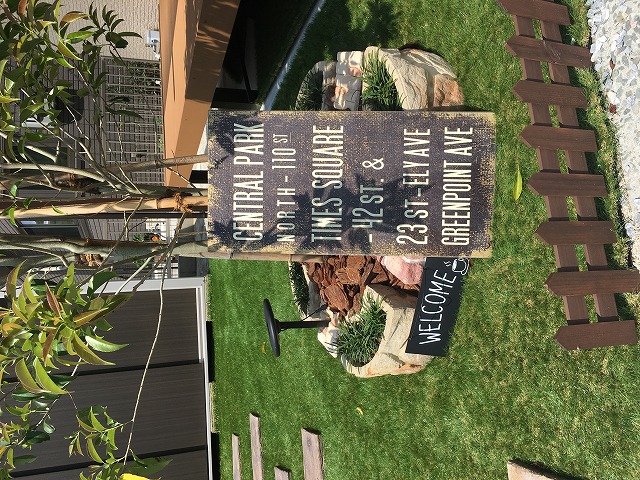 CENTRAL PARK
NORTH - 110 ST
TIMES SQUARE
- 42 ST. &
23 ST - ELY AVE
GREENPOINT AVE
WELCOME